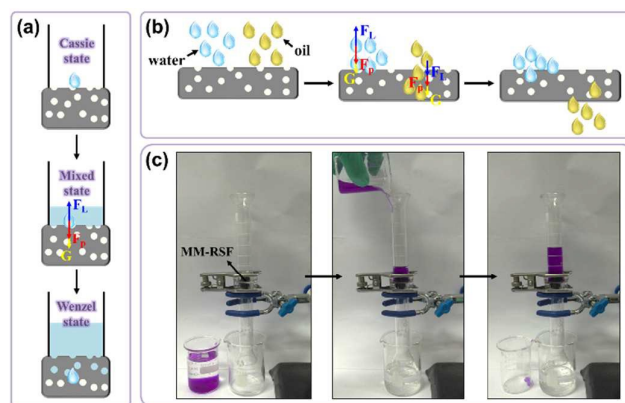 (a)
Cassie
state
Mixed
state
F_L
F_p
G
Wenzel
state
(b)
water
oil
F_L
F_p
G
F_L
F_p
G
(c)
MM-RSF